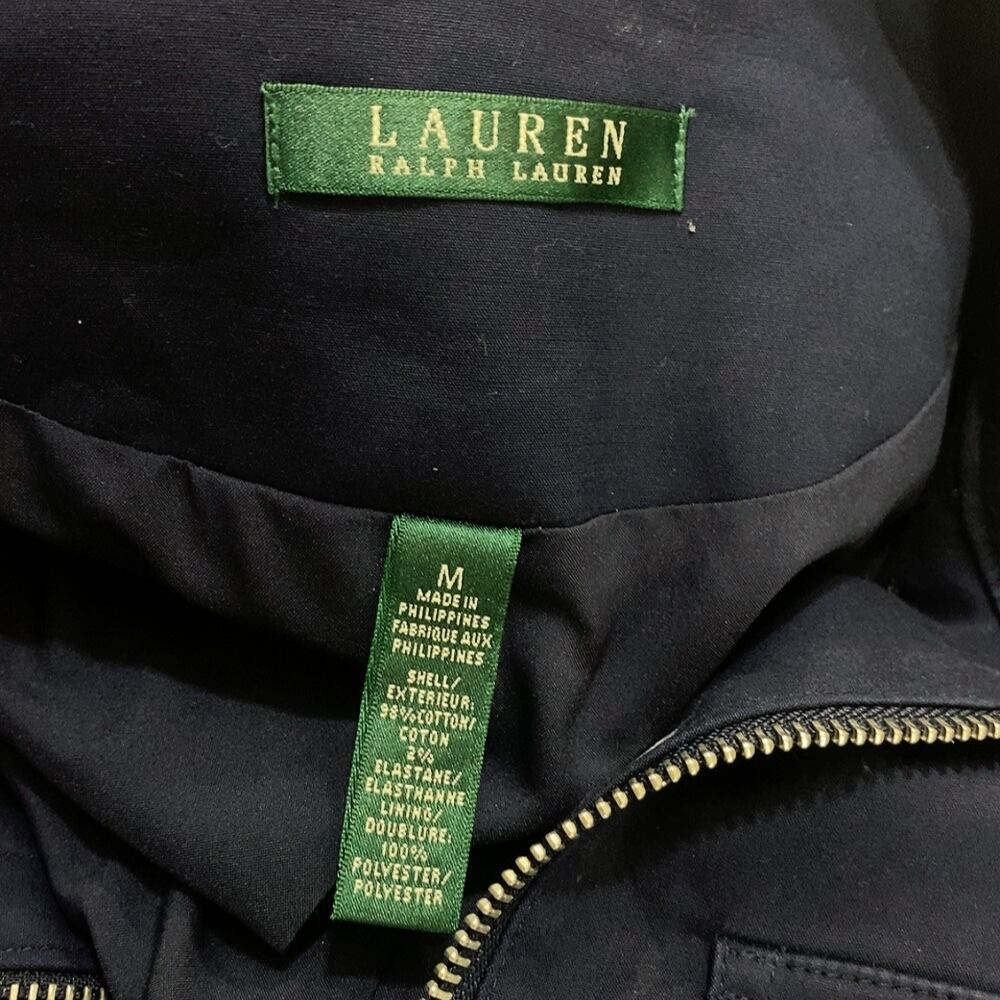 LAUREN
RALPH LAUREN
M
MADE IN
PHILIPPINES
FABRIQUE AUX
PHILIPPINES
SHELL/
EXTERIEUR:
98%COTTON/
COTON
2%
ELASTANE/
ELASTHANNE
LINING/
DOUBLURE:
100%
POLYESTER/
POLYESTER